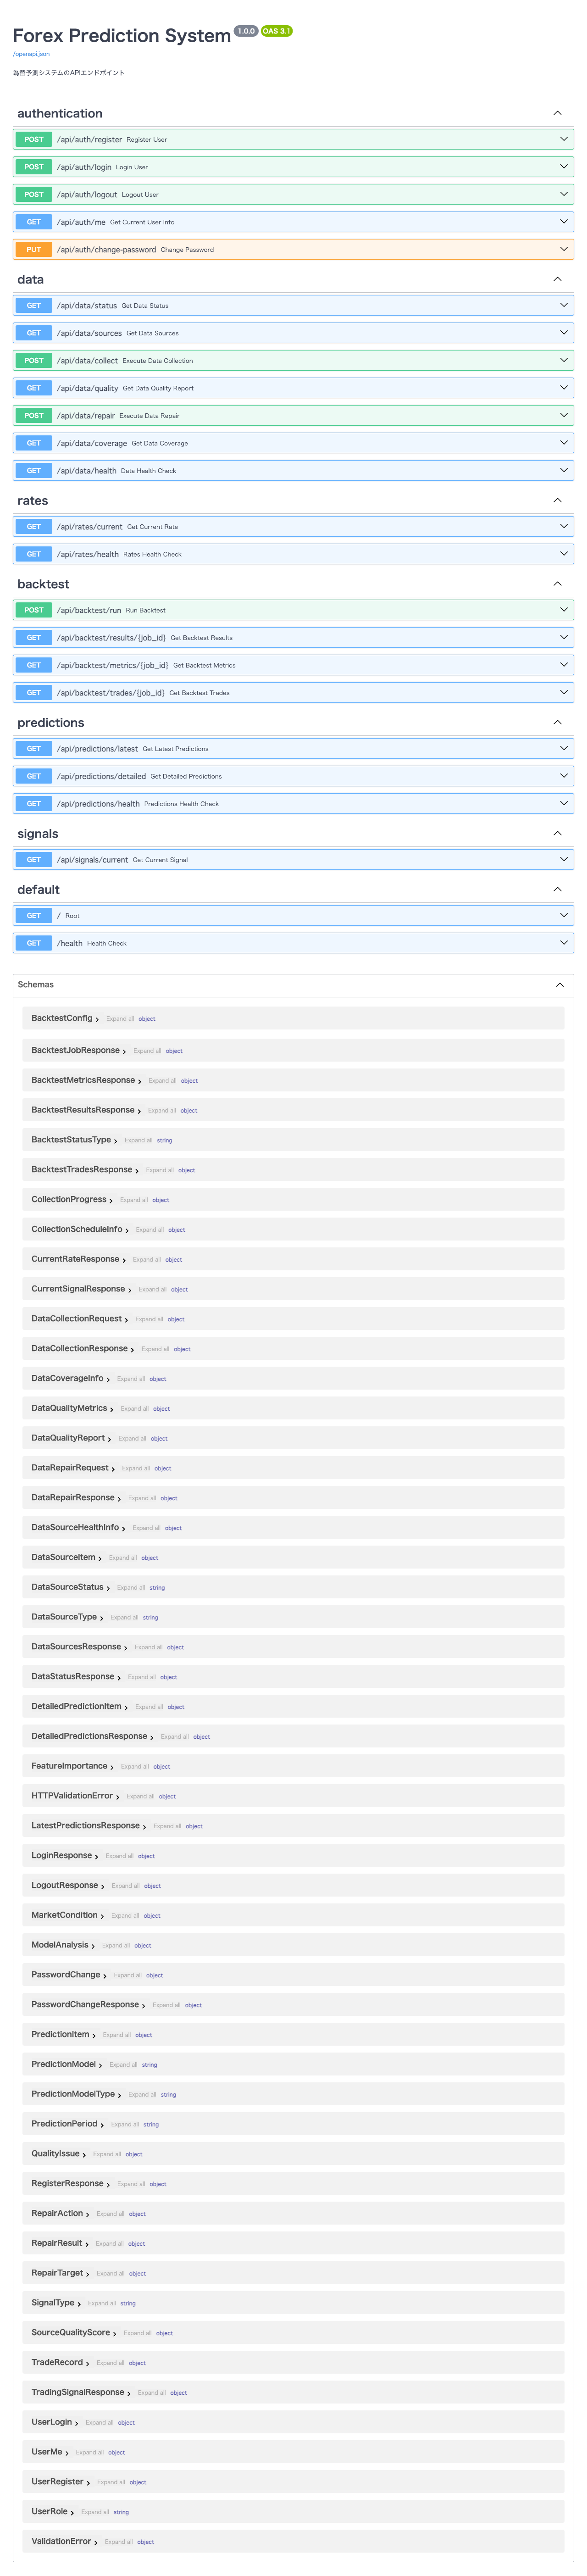 Forex Prediction System 1.0.0 OAS 3.1
/openapi.json
為替予測システムのAPIエンドポイント
authentication
POST /api/auth/register Register User
POST /api/auth/login Login User
POST /api/auth/logout Logout User
GET /api/auth/me Get Current User Info
PUT /api/auth/change-password Change Password
data
GET /api/data/status Get Data Status
GET /api/data/sources Get Data Sources
POST /api/data/collect Execute Data Collection
GET /api/data/quality Get Data Quality Report
POST /api/data/repair Execute Data Repair
GET /api/data/coverage Get Data Coverage
GET /api/data/health Data Health Check
rates
GET /api/rates/current Get Current Rate
GET /api/rates/health Rates Health Check
backtest
POST /api/backtest/run Run Backtest
GET /api/backtest/results/{job_id} Get Backtest Results
GET /api/backtest/metrics/{job_id} Get Backtest Metrics
GET /api/backtest/trades/{job_id} Get Backtest Trades
predictions
GET /api/predictions/latest Get Latest Predictions
GET /api/predictions/detailed Get Detailed Predictions
GET /api/predictions/health Predictions Health Check
signals
GET /api/signals/current Get Current Signal
default
GET / Root
GET /health Health Check
Schemas
BacktestConfig Expand all object
BacktestJobResponse Expand all object
BacktestMetricsResponse Expand all object
BacktestResultsResponse Expand all object
BacktestStatusType Expand all string
BacktestTradesResponse Expand all object
CollectionProgress Expand all object
CollectionScheduleInfo Expand all object
CurrentRateResponse Expand all object
CurrentSignalResponse Expand all object
DataCollectionRequest Expand all object
DataCollectionResponse Expand all object
DataCoverageInfo Expand all object
DataQualityMetrics Expand all object
DataQualityReport Expand all object
DataRepairRequest Expand all object
DataRepairResponse Expand all object
DataSourceHealthInfo Expand all object
DataSourceItem Expand all object
DataSourceStatus Expand all string
DataSourceType Expand all string
DataSourcesResponse Expand all object
DataStatusResponse Expand all object
DetailedPredictionItem Expand all object
DetailedPredictionsResponse Expand all object
FeatureImportance Expand all object
HTTPValidationError Expand all object
LatestPredictionsResponse Expand all object
LoginResponse Expand all object
LogoutResponse Expand all object
MarketCondition Expand all object
ModelAnalysis Expand all object
PasswordChange Expand all object
PasswordChangeResponse Expand all object
PredictionItem Expand all object
PredictionModel Expand all string
PredictionModelType Expand all string
PredictionPeriod Expand all string
QualityIssue Expand all object
RegisterResponse Expand all object
RepairAction Expand all object
RepairResult Expand all object
RepairTarget Expand all object
SignalType Expand all string
SourceQualityScore Expand all object
TradeRecord Expand all object
TradingSignalResponse Expand all object
UserLogin Expand all object
UserMe Expand all object
UserRegister Expand all object
UserRole Expand all string
ValidationError Expand all object